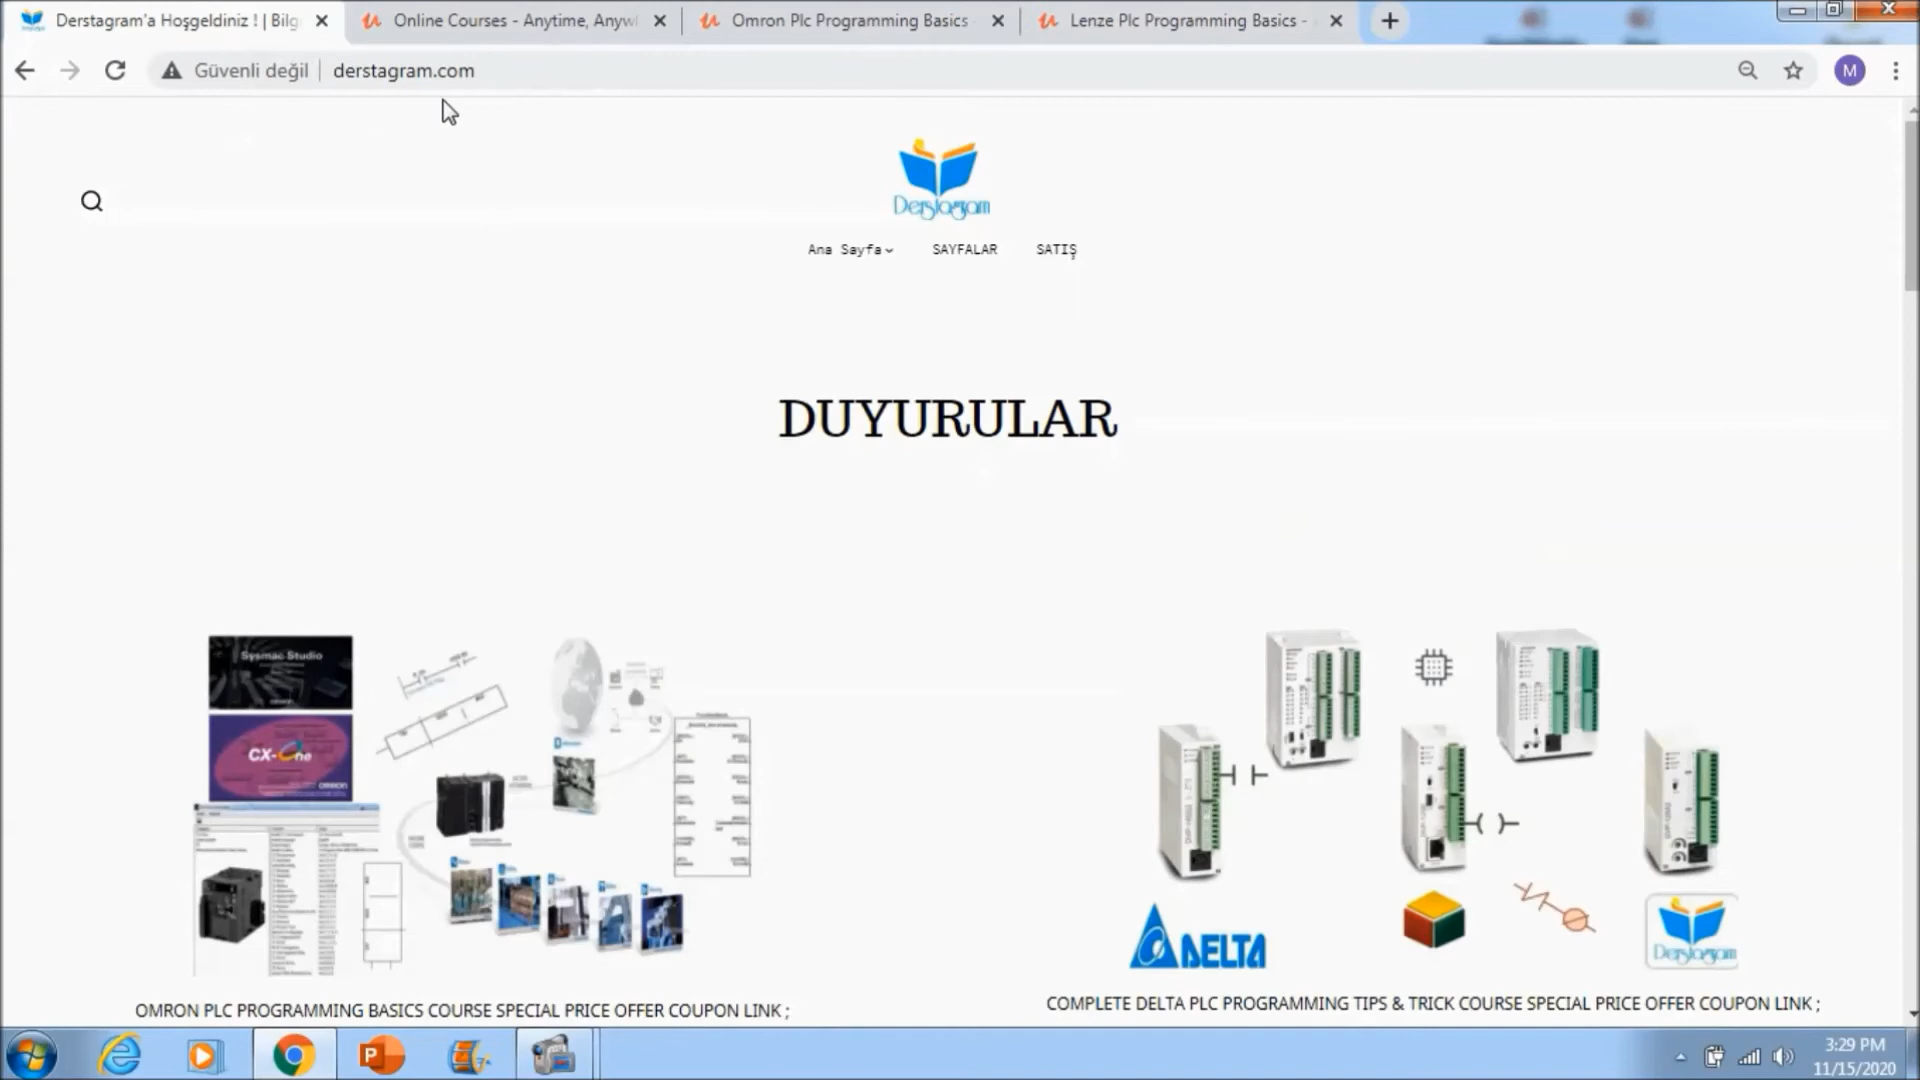 Derstagram'a Hoşgeldiniz ! | Bilg
Online Courses - Anytime, Anyw
Omron Plc Programming Basics
Lenze Plc Programming Basics -
Güvenli değil
derstagram.com
M
Derstagram
Ana Sayfa
SAYFALAR
SATIŞ
DUYURULAR
Sysmac Studio
CX-One
OMRON
DELTA
Derstagram
OMRON PLC PROGRAMMING BASICS COURSE SPECIAL PRICE OFFER COUPON LINK ;
COMPLETE DELTA PLC PROGRAMMING TIPS & TRICK COURSE SPECIAL PRICE OFFER COUPON LINK ;
3:29 PM
11/15/2020